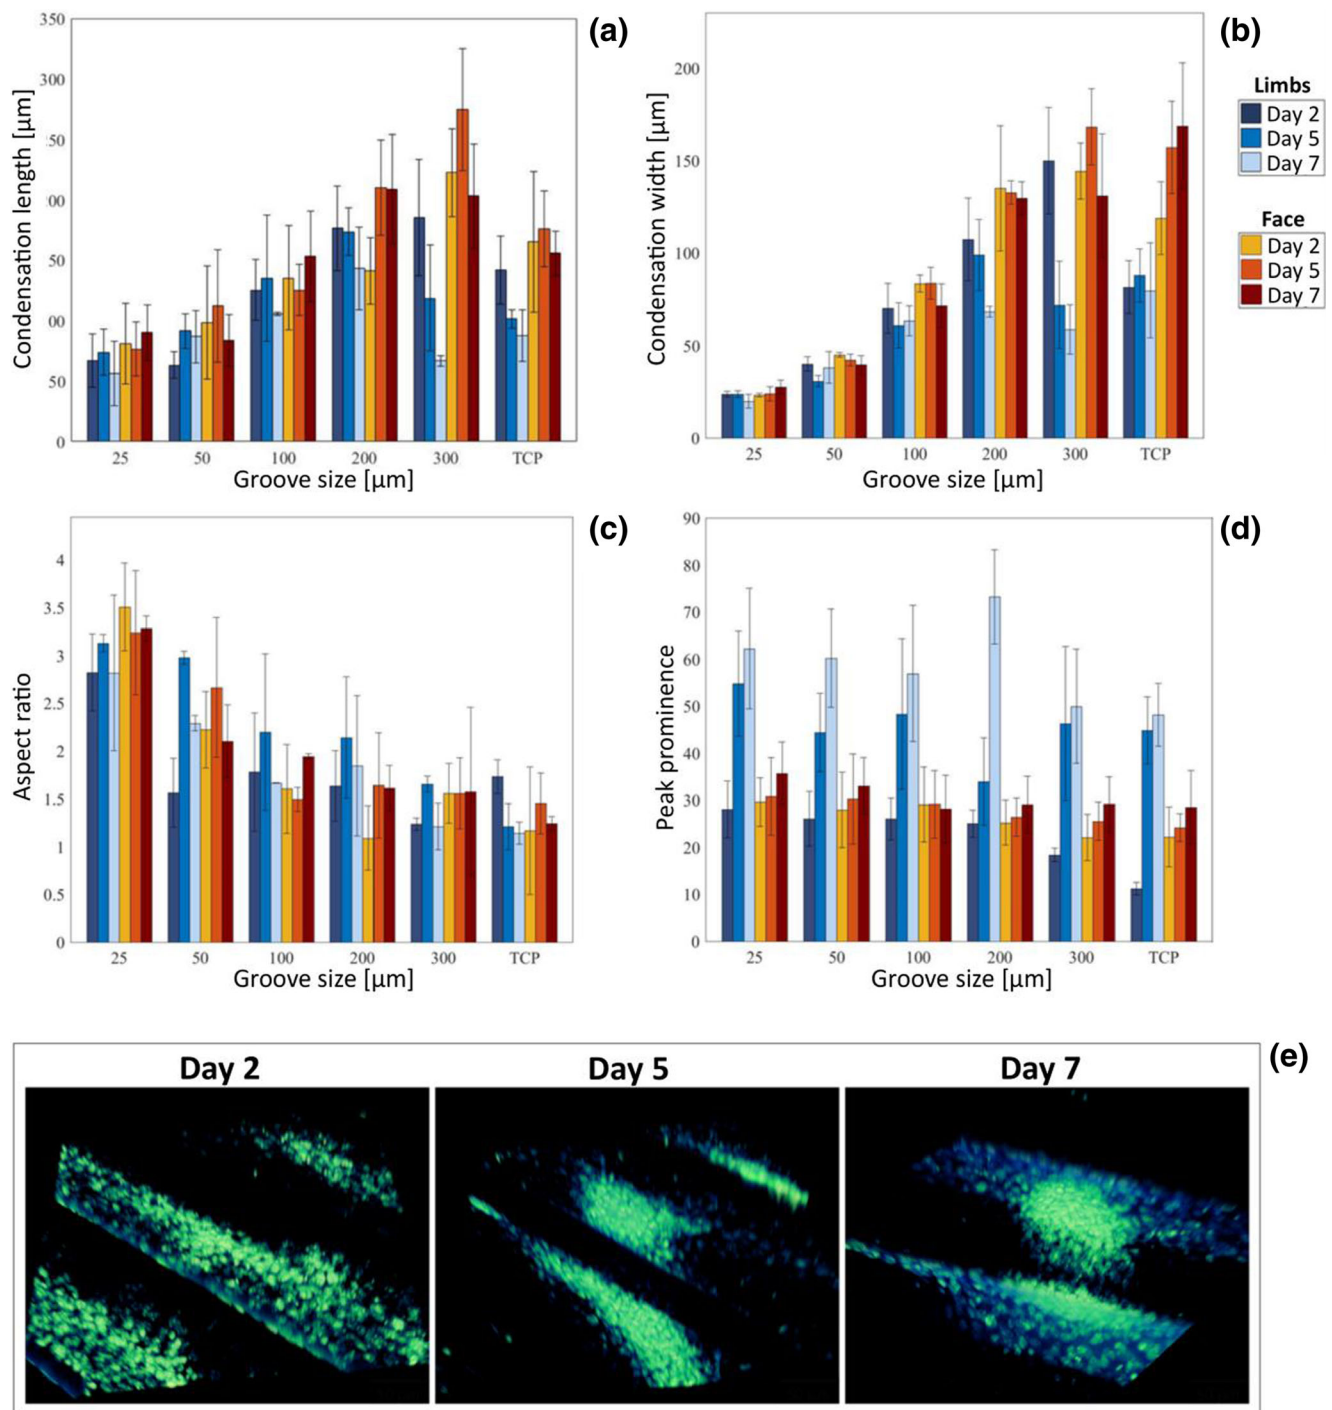 (a)
350
300
:50
:00
50
00
50
0
Condensation length [µm]
25 50 100 200 300 TCP
Groove size [µm]
(b)
200
150
100
50
0
Condensation width [µm]
25 50 100 200 300 TCP
Groove size [µm]
Limbs
Day 2
Day 5
Day 7
Face
Day 2
Day 5
Day 7
(c)
4
3.5
3
2.5
2
1.5
1
0.5
0
Aspect ratio
25 50 100 200 300 TCP
Groove size [µm]
(d)
90
80
70
60
50
40
30
20
10
0
Peak prominence
25 50 100 200 300 TCP
Groove size [µm]
(e)
Day 2 Day 5 Day 7